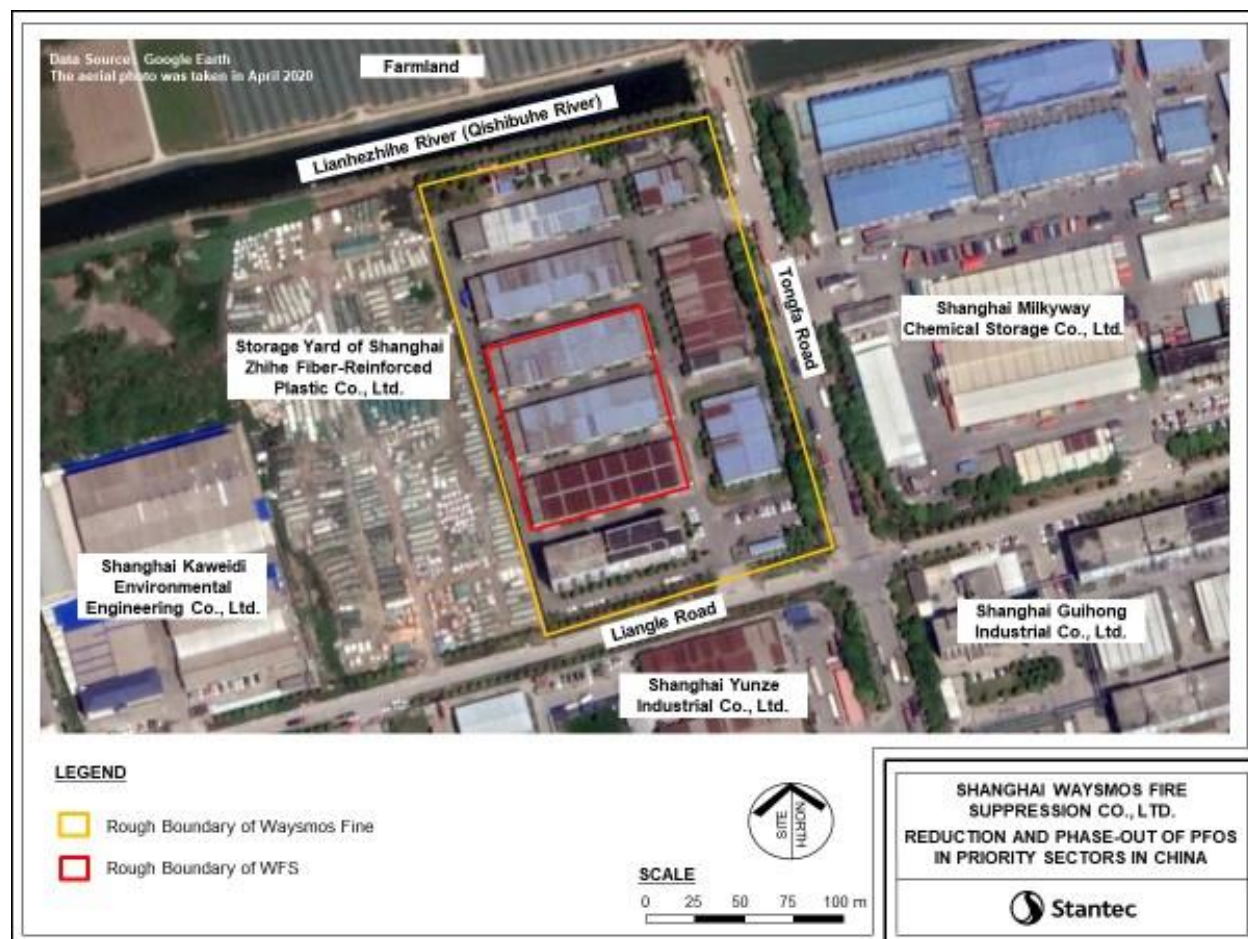 Data Source: Google Earth
The aerial photo was taken in April 2020
Farmland
Lianhezhihe River (Qishibuhe River)
Tongfa Road
Shanghai Milkyway
Chemical Storage Co., Ltd.
Storage Yard of Shanghai
Zhihe Fiber-Reinforced
Plastic Co., Ltd.
Shanghai Kaweidi
Environmental
Engineering Co., Ltd.
Liangle Road
Shanghai Guihong
Industrial Co., Ltd.
Shanghai Yunze
Industrial Co., Ltd.
LEGEND
Rough Boundary of Waysmos Fine
Rough Boundary of WFS
SITE
NORTH
SCALE
0 25 50 75 100 m
SHANGHAI WAYSMOS FIRE
SUPPRESSION CO., LTD.
REDUCTION AND PHASE-OUT OF PFOS
IN PRIORITY SECTORS IN CHINA
Stantec